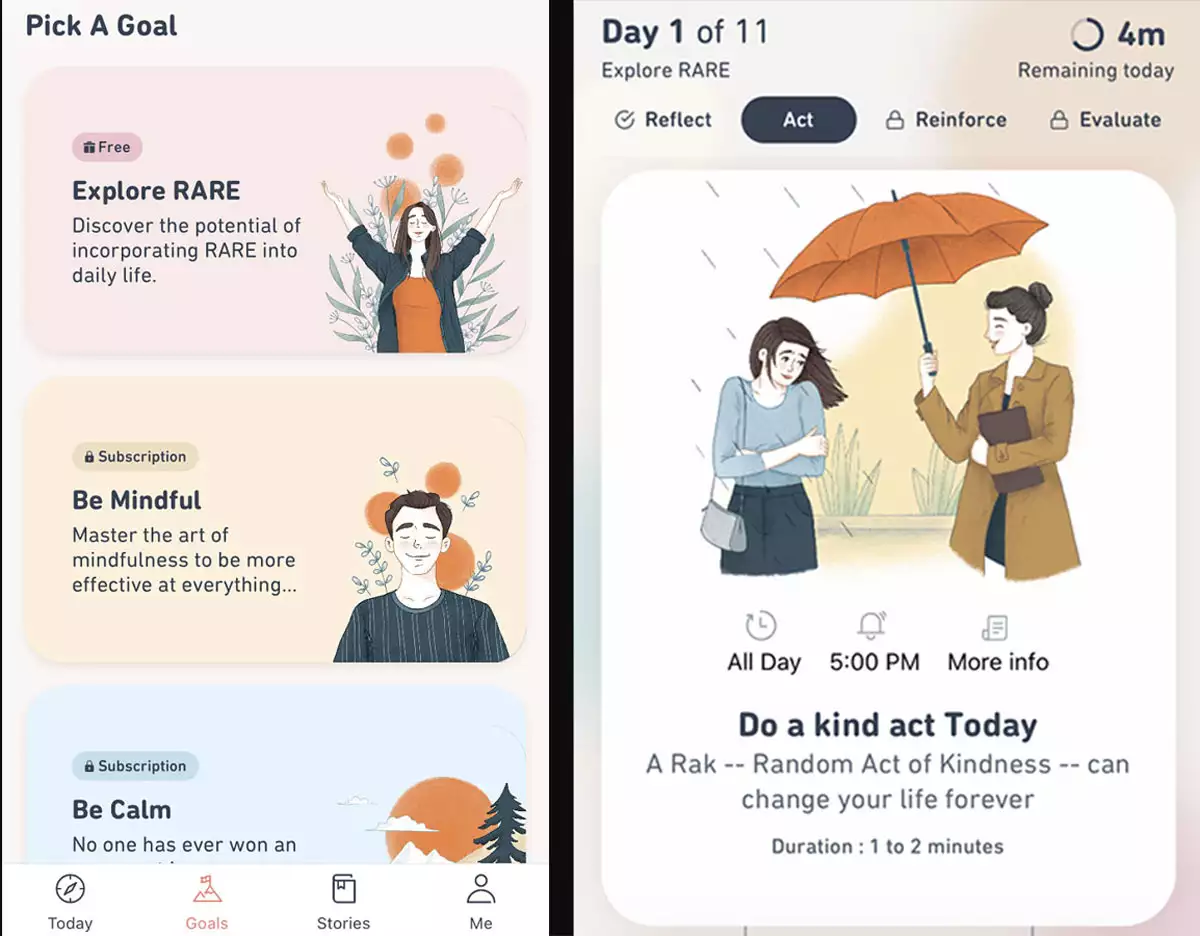 Pick A Goal
Free
Explore RARE
Discover the potential of
incorporating RARE into
daily life.
Subscription
Be Mindful
Master the art of
mindfulness to be more
effective at everything...
Subscription
Be Calm
No one has ever won an
Today
Goals
Stories
Me
Day 1 of 11
Explore RARE
4m
Remaining today
Reflect
Act
Reinforce
Evaluate
All Day
5:00 PM
More info
Do a kind act Today
A Rak -- Random Act of Kindness -- can
change your life forever
Duration : 1 to 2 minutes